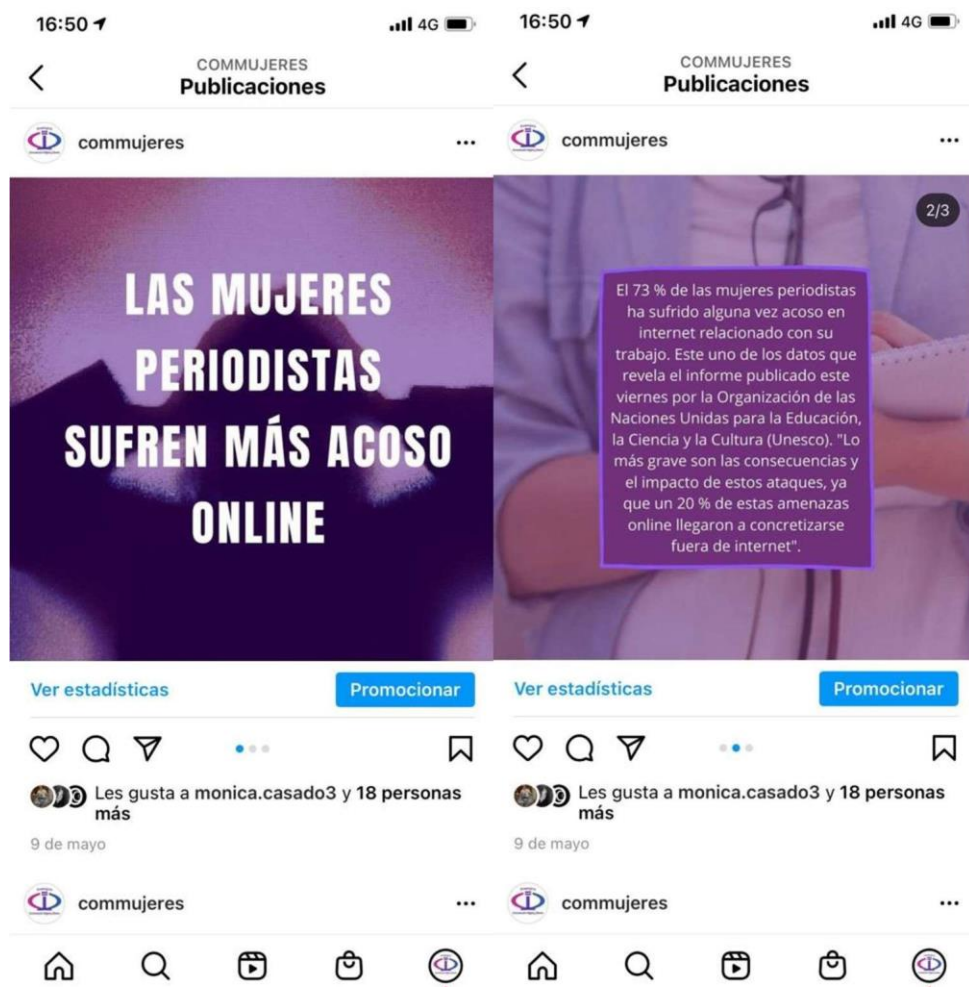 16:50
4G
COMMUJERES
Publicaciones
commujeres
LAS MUJERES
PERIODISTAS
SUFREN MÁS ACOSO
ONLINE
Ver estadísticas
Promocionar
Les gusta a monica.casado3 y 18 personas
más
9 de mayo
commujeres
16:50
4G
COMMUJERES
Publicaciones
commujeres
2/3
El 73 % de las mujeres periodistas
ha sufrido alguna vez acoso en
internet relacionado con su
trabajo. Este uno de los datos que
revela el informe publicado este
viernes por la Organización de las
Naciones Unidas para la Educación,
la Ciencia y la Cultura (Unesco). "Lo
más grave son las consecuencias y
el impacto de estos ataques, ya
que un 20 % de estas amenazas
online llegaron a concretizarse
fuera de internet".
Ver estadísticas
Promocionar
Les gusta a monica.casado3 y 18 personas
más
9 de mayo
commujeres